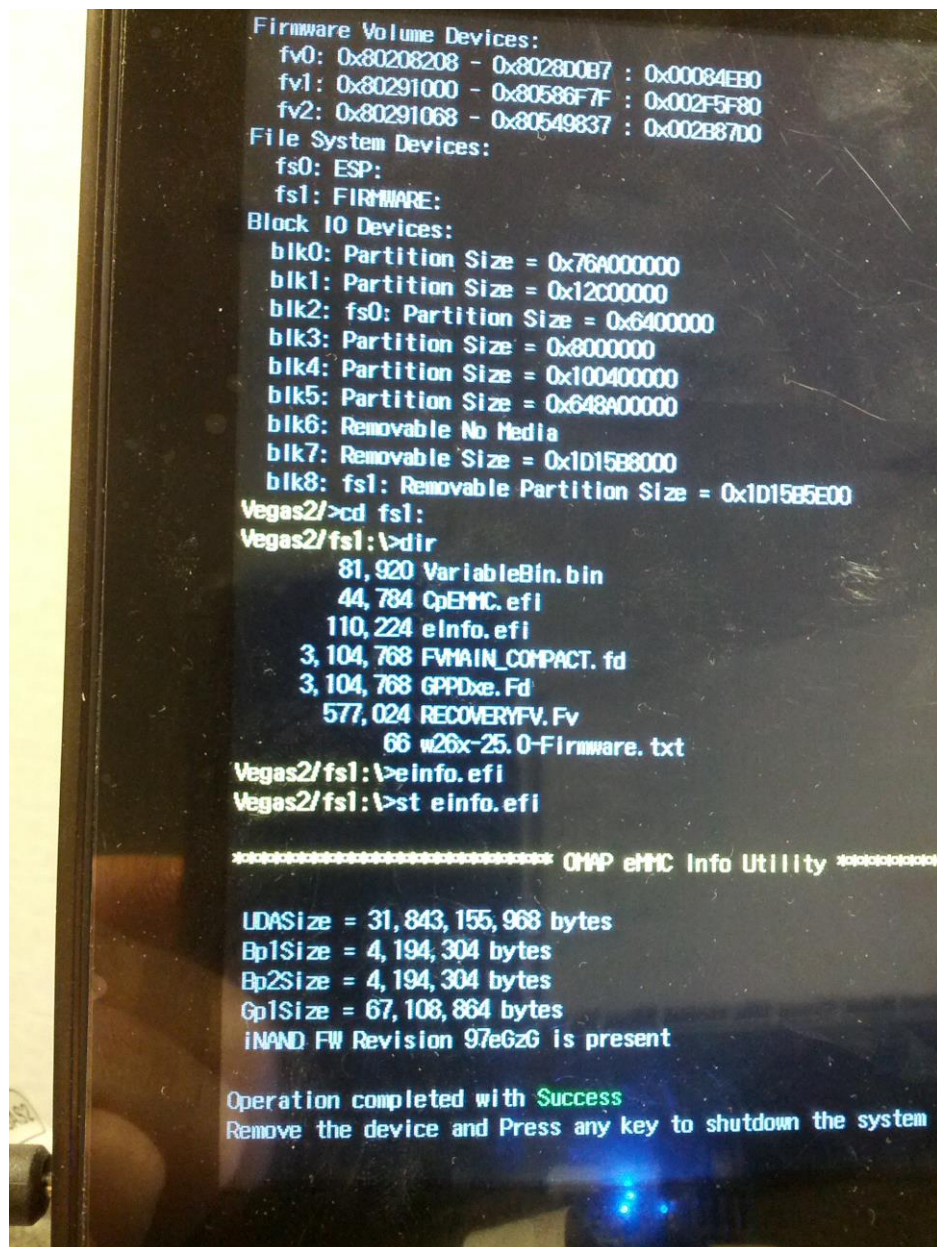 Firmware Volume Devices:
fv0: 0x80208208 - 0x8028D0B7 : 0x00084EB0
fv1: 0x80291000 - 0x80586F7F : 0x002F5F80
fv2: 0x80291068 - 0x80549837 : 0x002B87D0
File System Devices:
fs0: ESP:
fs1: FIRMWARE:
Block IO Devices:
blk0: Partition Size = 0x76A000000
blk1: Partition Size = 0x12C00000
blk2: fs0: Partition Size = 0x6400000
blk3: Partition Size = 0x8000000
blk4: Partition Size = 0x100400000
blk5: Partition Size = 0x648A00000
blk6: Removable No Media
blk7: Removable Size = 0x1D15B8000
blk8: fs1: Removable Partition Size = 0x1D15B5E00
Vegas2/>cd fs1:
Vegas2/fs1:\>dir
81,920 VariableBin.bin
44,784 CpEMMC.efi
110,224 eInfo.efi
3,104,768 FVMAIN_COMPACT.fd
3,104,768 GPPDxe.Fd
577,024 RECOVERYFV.Fv
66 w26x-25.0-Firmware.txt
Vegas2/fs1:\>einfo.efi
Vegas2/fs1:\>st einfo.efi
**************************** OMAP eMMC Info Utility *********
UDASize = 31,843,155,968 bytes
Bp1Size = 4,194,304 bytes
Bp2Size = 4,194,304 bytes
Gp1Size = 67,108,864 bytes
iNAND FW Revision 97eGzG is present
Operation completed with Success
Remove the device and Press any key to shutdown the system